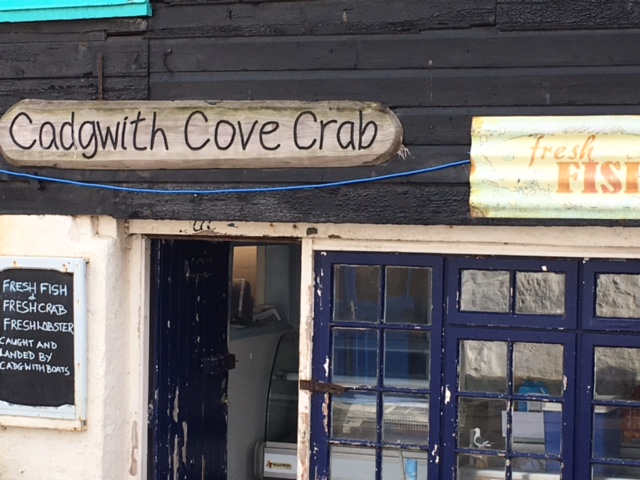 Cadgwith Cove Crab
fresh
FISH
FRESH FISH
&
FRESH CRAB
FRESH LOBSTER
CAUGHT AND
LANDED BY
CADGWITH BOATS